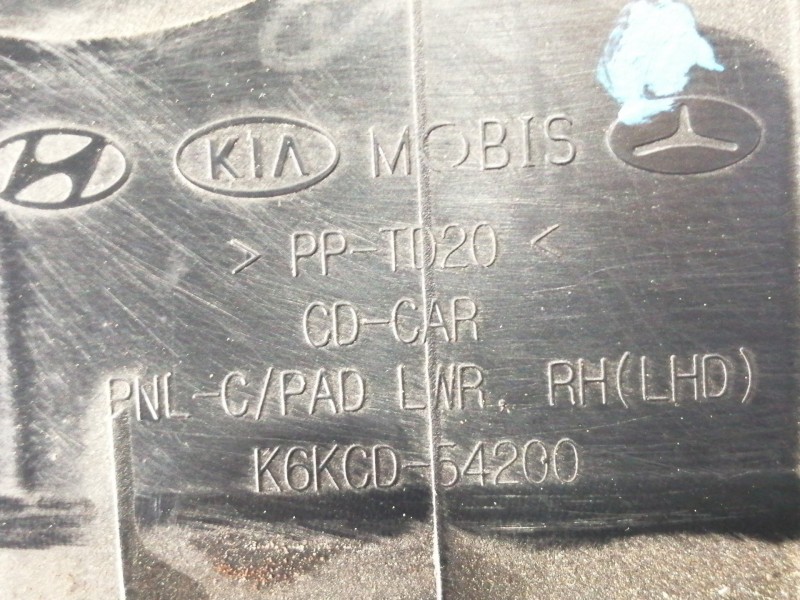 KIA MOBIS
> PP-TD20 <
CD-CAR
PNL-C/PAD LWR, RH(LHD)
K6KCD-54200